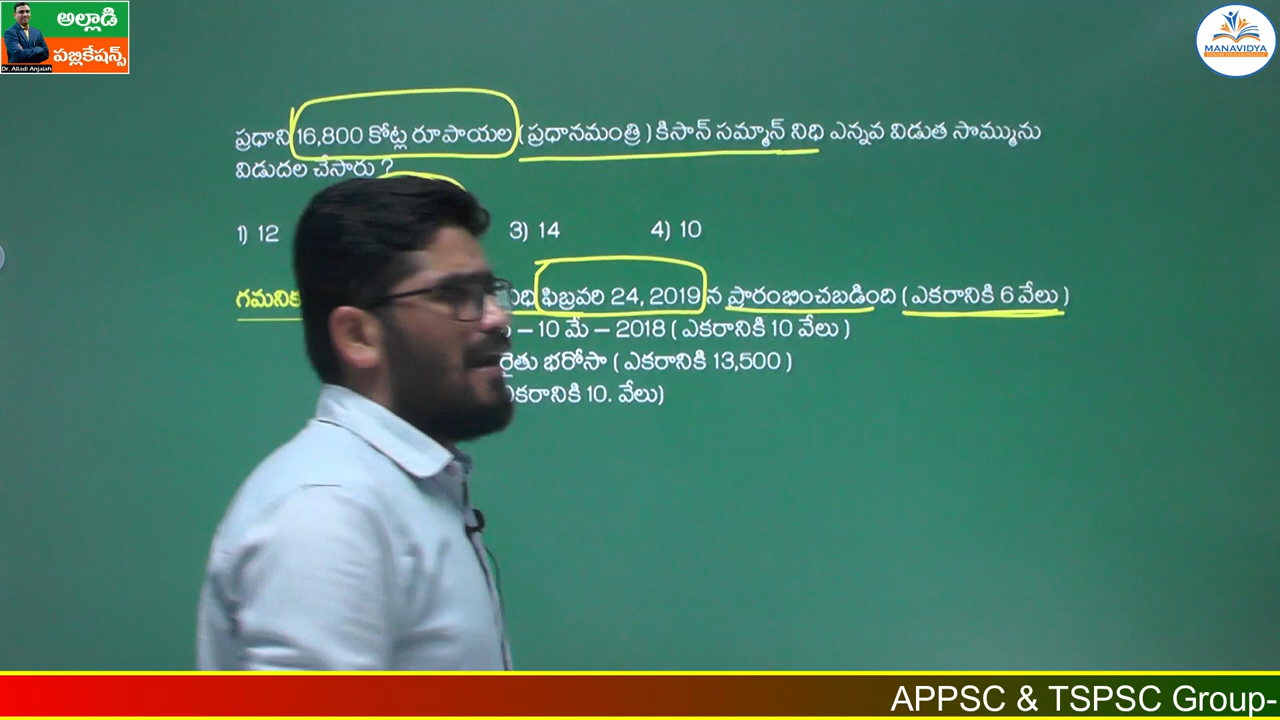 అల్లాడి
పబ్లికేషన్స్
Dr. Alladi Anjaiah
MANAVIDYA
ప్రధాని 16,800 కోట్ల రూపాయల ( ప్రధానమంత్రి ) కిసాన్ సమ్మాన్ నిధి ఎన్నవ విడుత సొమ్మును
విడుదల చేసారు ?
1) 12
3) 14
4) 10
ఫిబ్రవరి 24, 2019 న ప్రారంభించబడింది ( ఎకరానికి 6 వేలు )
– 10 మే – 2018 ( ఎకరానికి 10 వేలు )
రైతు భరోసా ( ఎకరానికి 13,500 )
10. వేలు)
APPSC & TSPSC Group-